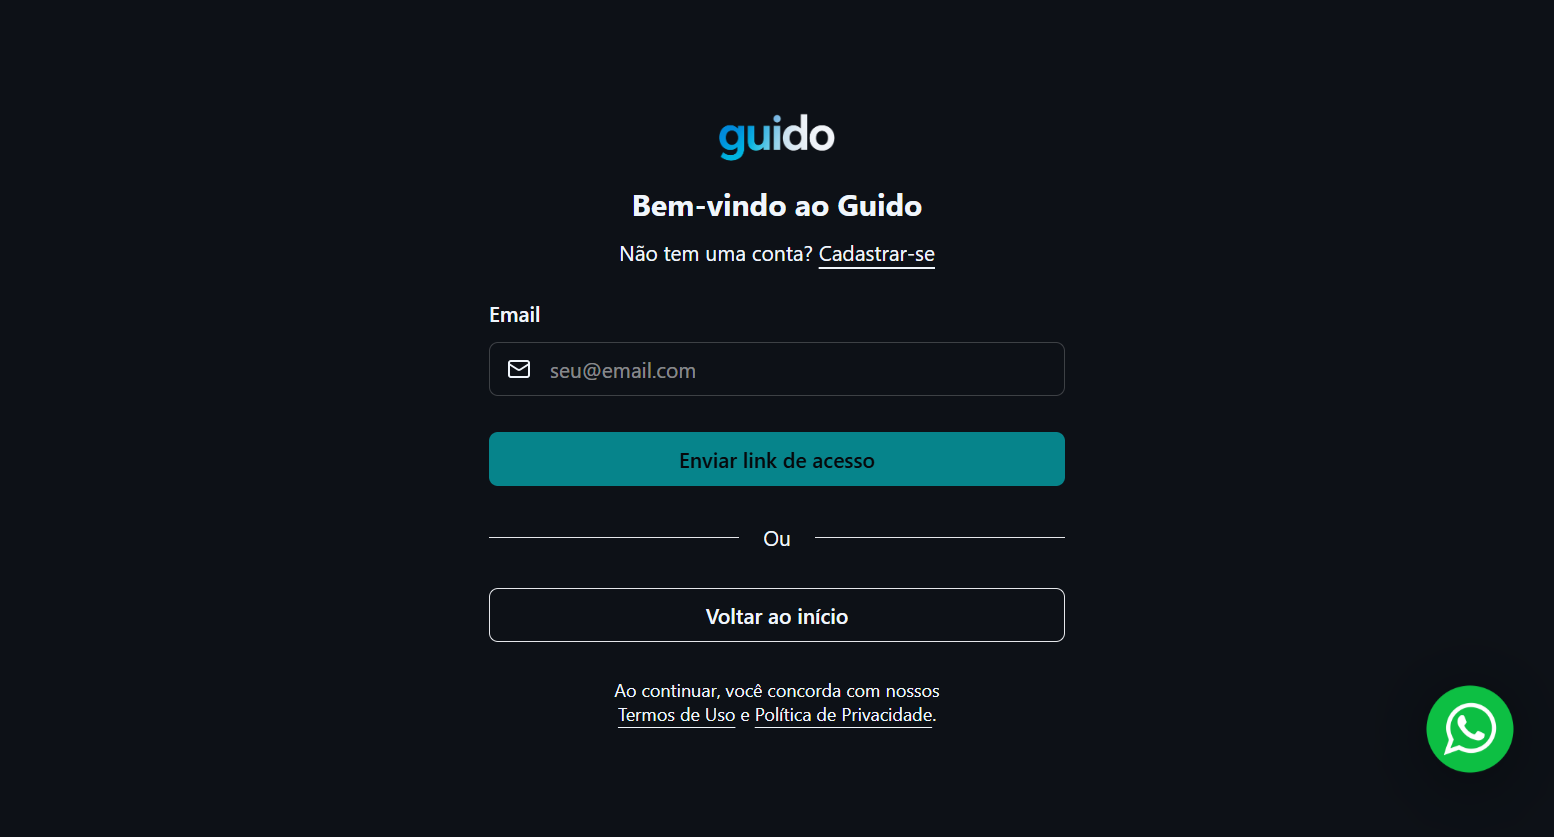 guido
Bem-vindo ao Guido
Não tem uma conta? Cadastrar-se
Email
seu@email.com
Enviar link de acesso
Ou
Voltar ao início
Ao continuar, você concorda com nossos
Termos de Uso e Política de Privacidade.